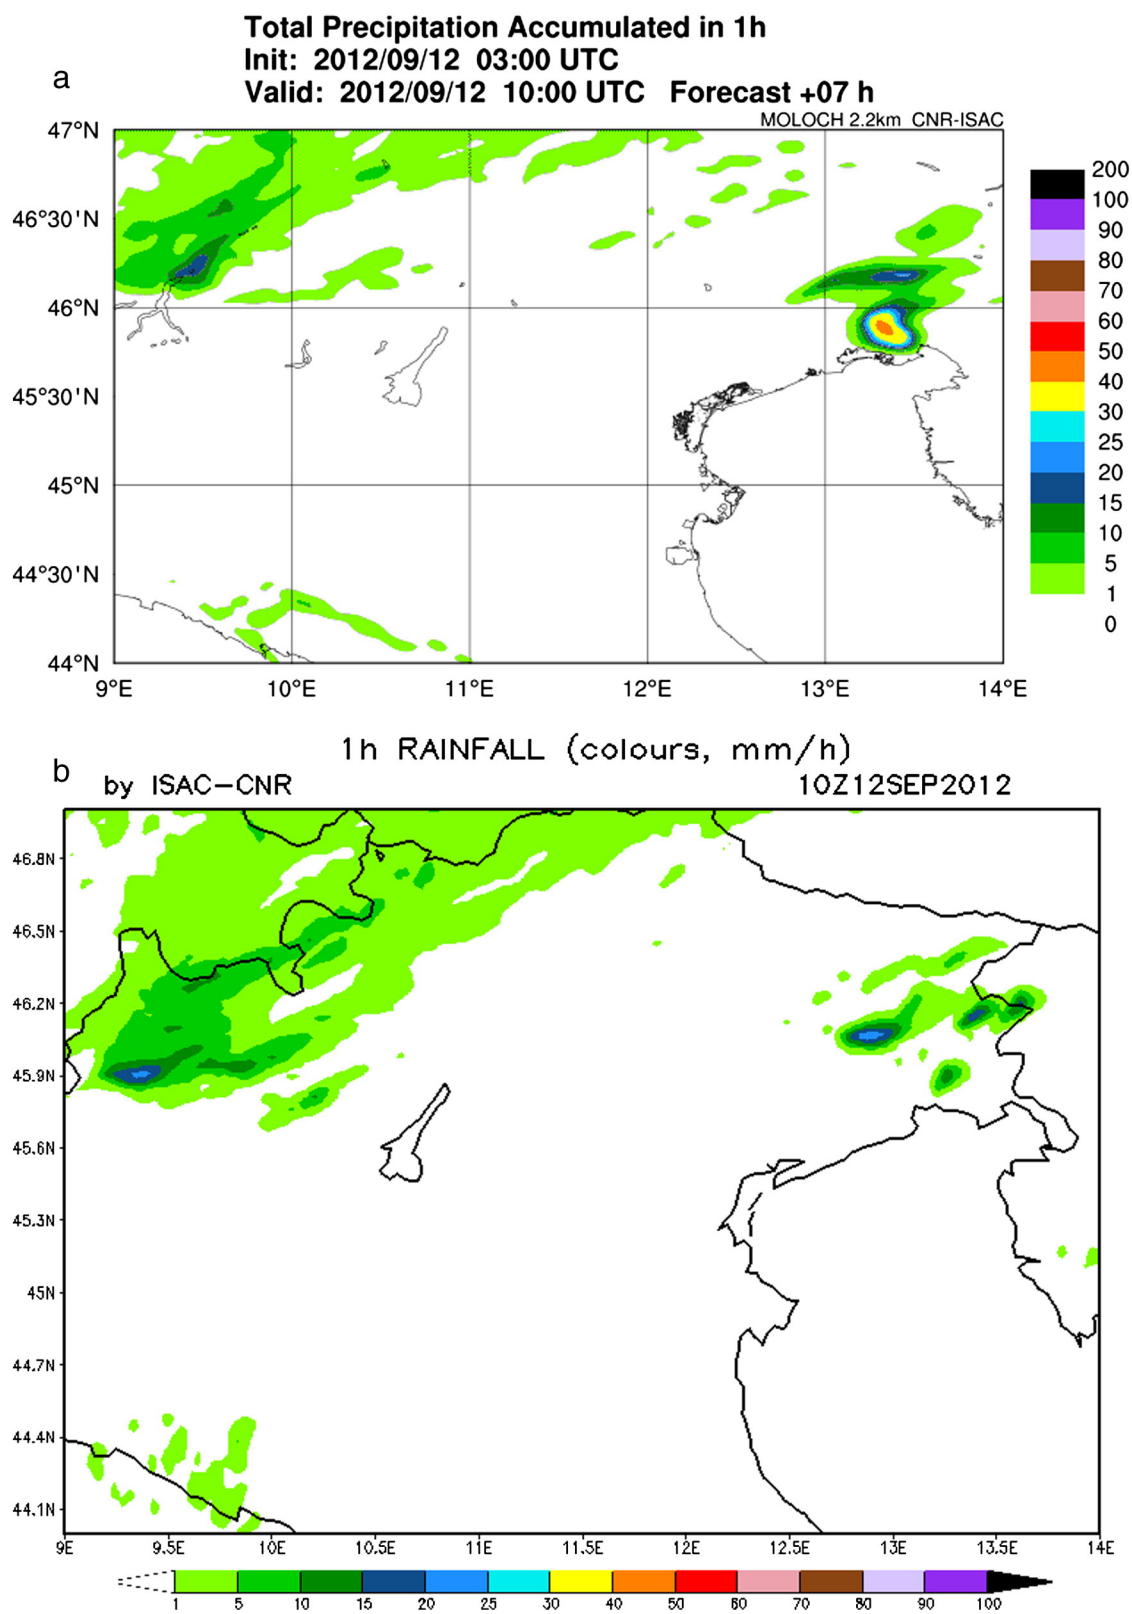 Total Precipitation Accumulated in 1h
Init: 2012/09/12 03:00 UTC
a
Valid: 2012/09/12 10:00 UTC Forecast +07 h
MOLOCH 2.2km CNR-ISAC
47°N
46°30'N
46°N
45°30'N
45°N
44°30'N
44°N
9°E 10°E 11°E 12°E 13°E 14°E
200
100
90
80
70
60
50
40
30
25
20
15
10
5
1
0
1h RAINFALL (colours, mm/h)
b
by ISAC-CNR 10Z12SEP2012
46.8N
46.5N
46.2N
45.9N
45.6N
45.3N
45N
44.7N
44.4N
44.1N
9E 9.5E 10E 10.5E 11E 11.5E 12E 12.5E 13E 13.5E 14E
1 5 10 15 20 25 30 40 50 60 70 80 90 100